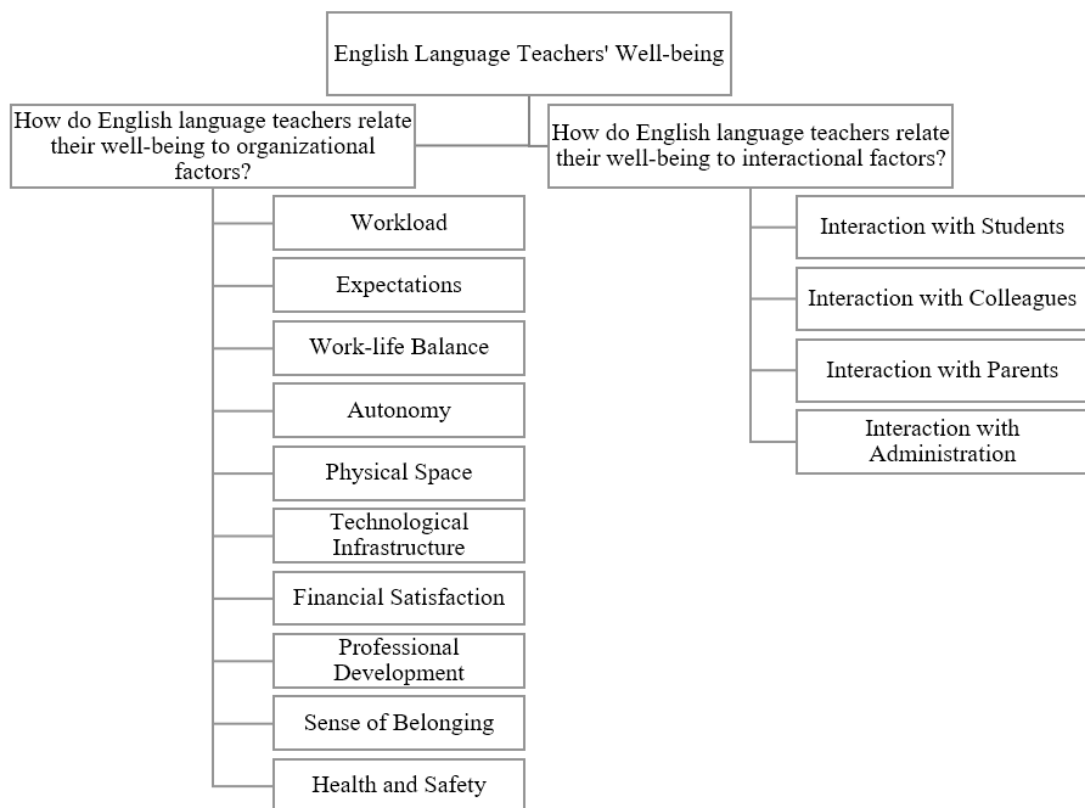 English Language Teachers' Well-being
How do English language teachers relate
their well-being to organizational
factors?
How do English language teachers relate
their well-being to interactional factors?
Workload
Expectations
Work-life Balance
Autonomy
Physical Space
Technological
Infrastructure
Financial Satisfaction
Professional
Development
Sense of Belonging
Health and Safety
Interaction with Students
Interaction with Colleagues
Interaction with Parents
Interaction with
Administration